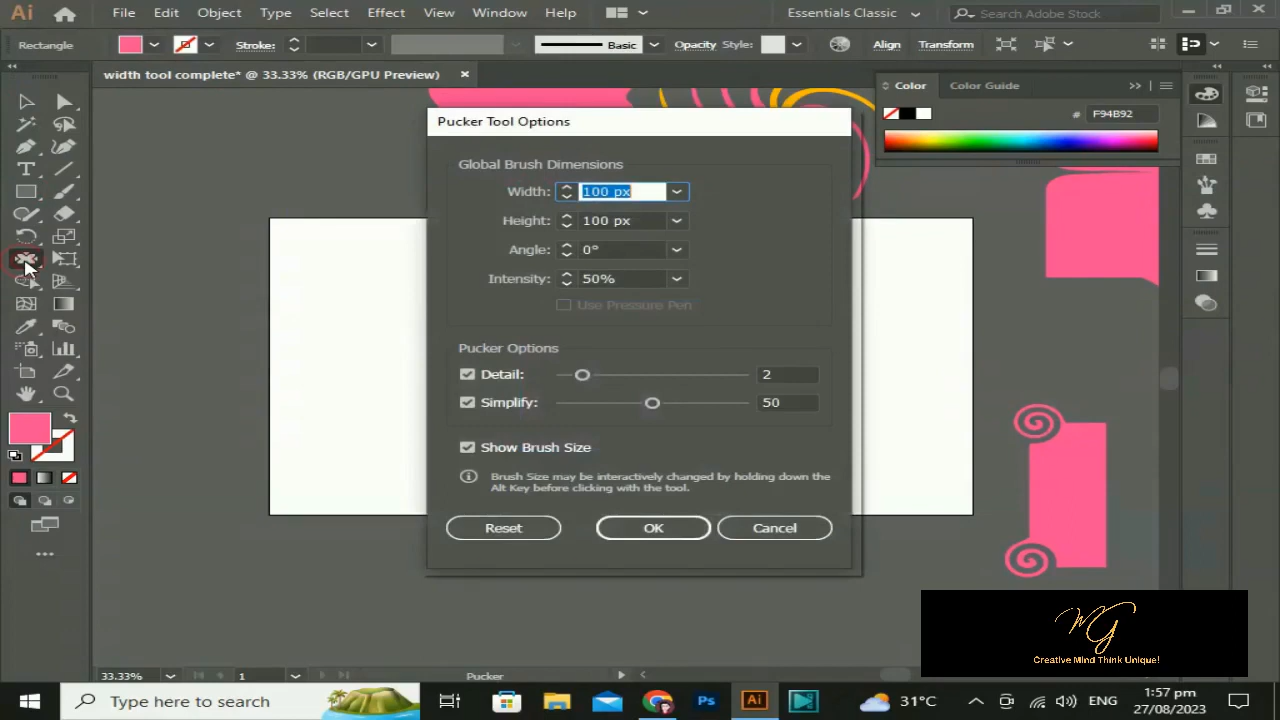 Ai File Edit Object Type Select Effect View Window Help Essentials Classic Search Adobe Stock
Rectangle Stroke: Basic Opacity Style: Align Transform
width tool complete* @ 33.33% (RGB/GPU Preview)
Color Color Guide
# F94B92
Pucker Tool Options
Global Brush Dimensions
Width: 100 px
Height: 100 px
Angle: 0°
Intensity: 50%
Use Pressure Pen
Pucker Options
Detail: 2
Simplify: 50
Show Brush Size
Brush Size may be interactively changed by holding down the
Alt Key before clicking with the tool.
Reset OK Cancel
MG
Creative Mind Think Unique!
33.33% 1 Pucker
Type here to search Ps Ai 31°C ENG 1:57 pm
27/08/2023